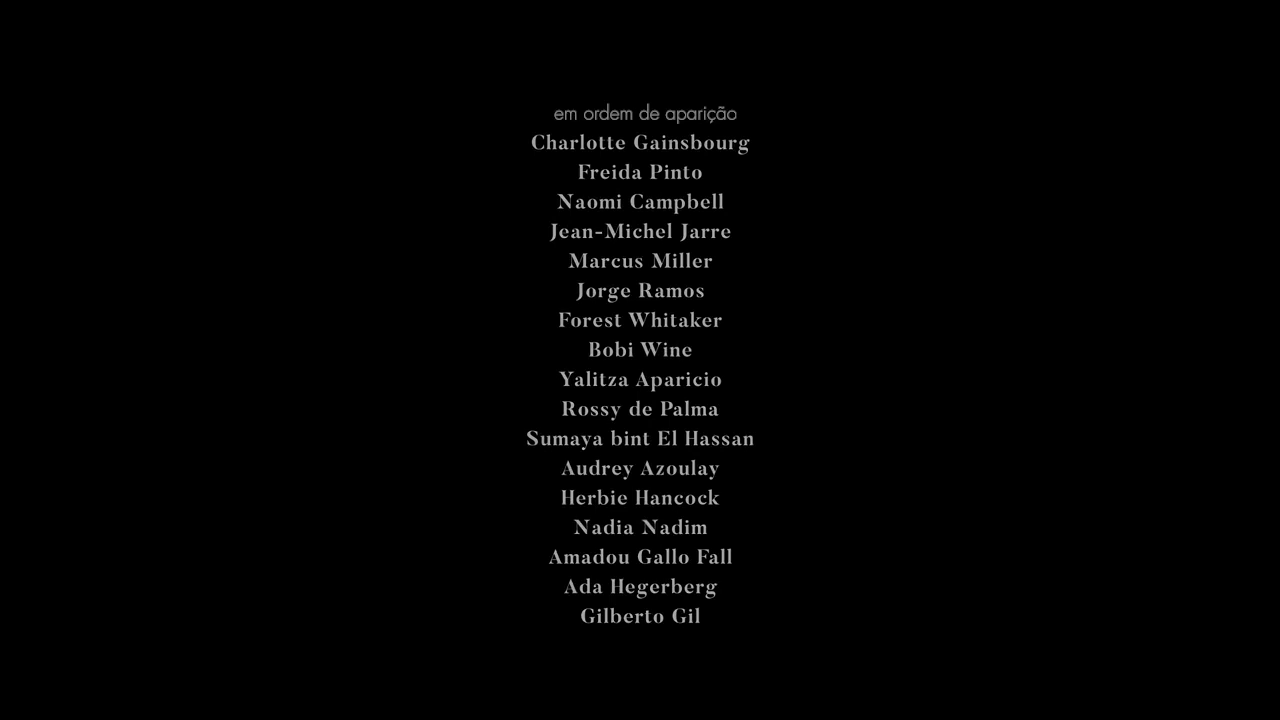 em ordem de aparição
Charlotte Gainsbourg
Freida Pinto
Naomi Campbell
Jean-Michel Jarre
Marcus Miller
Jorge Ramos
Forest Whitaker
Bobi Wine
Yalitza Aparicio
Rossy de Palma
Sumaya bint El Hassan
Audrey Azoulay
Herbie Hancock
Nadia Nadim
Amadou Gallo Fall
Ada Hegerberg
Gilberto Gil